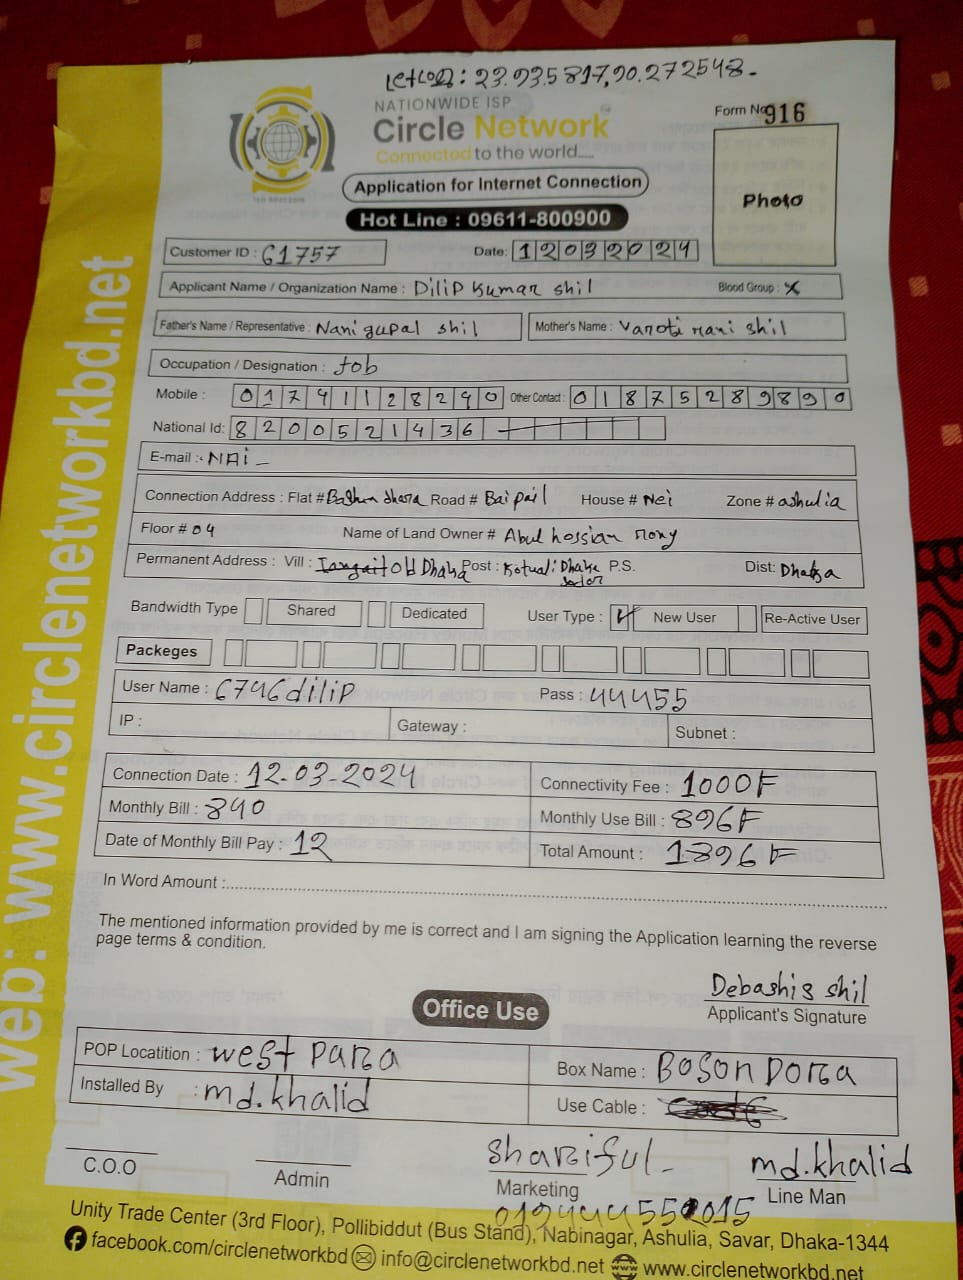 23.935817,90.272548-
NATIONWIDE ISP
Circle Network
Connected to the world.....
Form No 916
Photo
Application for Internet Connection
Hot Line : 09611-800900
Customer ID : 61757
Date: 12032024
Applicant Name / Organization Name : Dilip kumar shil
Blood Group : X
Father's Name / Representative : Nani gupal shil
Mother's Name : Varoti rani shil
Occupation / Designation : Job
Mobile : 01741128240
Other Contact : 01875289890
National Id: 8200521436
E-mail :- NAi -
Connection Address : Flat # Bashundhara Road # Baipail House # Nei Zone # ashulia
Floor # 04 Name of Land Owner # Abul hossian rony
Permanent Address : Vill : Old Dhaka Post : Kotuali Dhaka sador P.S. Dist: Dhaka
Bandwidth Type Shared Dedicated User Type : New User Re-Active User
Packeges
User Name : 6746dilip Pass : 44455
IP : Gateway : Subnet :
Connection Date : 12-03-2024 Connectivity Fee : 1000
Monthly Bill : 840 Monthly Use Bill : 896
Date of Monthly Bill Pay : 12 Total Amount : 1896
In Word Amount :
The mentioned information provided by me is correct and I am signing the Application learning the reverse
page terms & condition.
Debashis shil
Applicant's Signature
Office Use
POP Locatition : west para Box Name : Boson Dora
Installed By : md.khalid Use Cable :
shariful- md.khalid
C.O.O Admin Marketing Line Man
Unity Trade Center (3rd Floor), Pollibiddut (Bus Stand), Nabinagar, Ashulia, Savar, Dhaka-1344
facebook.com/circlenetworkbd info@circlenetworkbd.net www.circlenetworkbd.net
web: www.circlenetworkbd.net